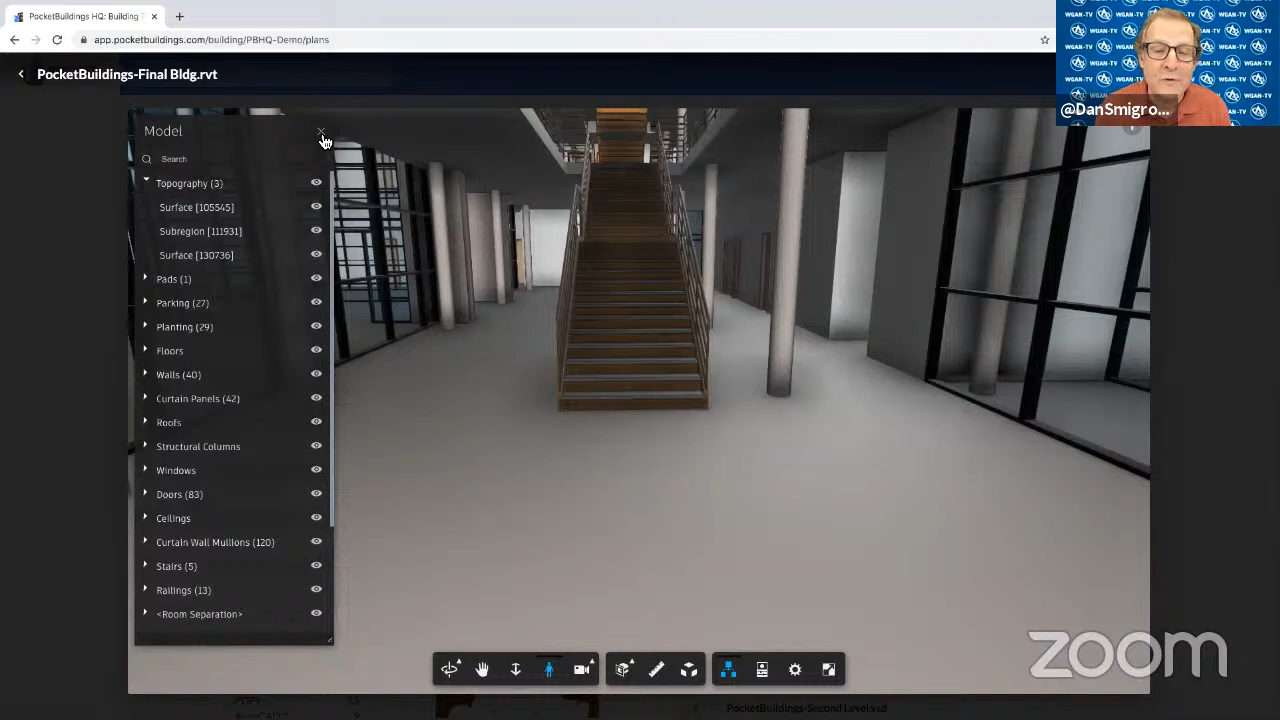 PocketBuildings HQ: Building
app.pocketbuildings.com/building/PBHQ-Demo/plans
PocketBuildings-Final Bldg.rvt
WGAN-TV
@DanSmigro...
Model
Search
Topography (3)
Surface [105545]
Subregion [111931]
Surface [130736]
Pads (1)
Parking (27)
Planting (29)
Floors
Walls (40)
Curtain Panels (42)
Roofs
Structural Columns
Windows
Doors (83)
Ceilings
Curtain Wall Mullions (120)
Stairs (5)
Railings (13)
<Room Separation>
zoom
PocketBuildings-Second Level.vsd